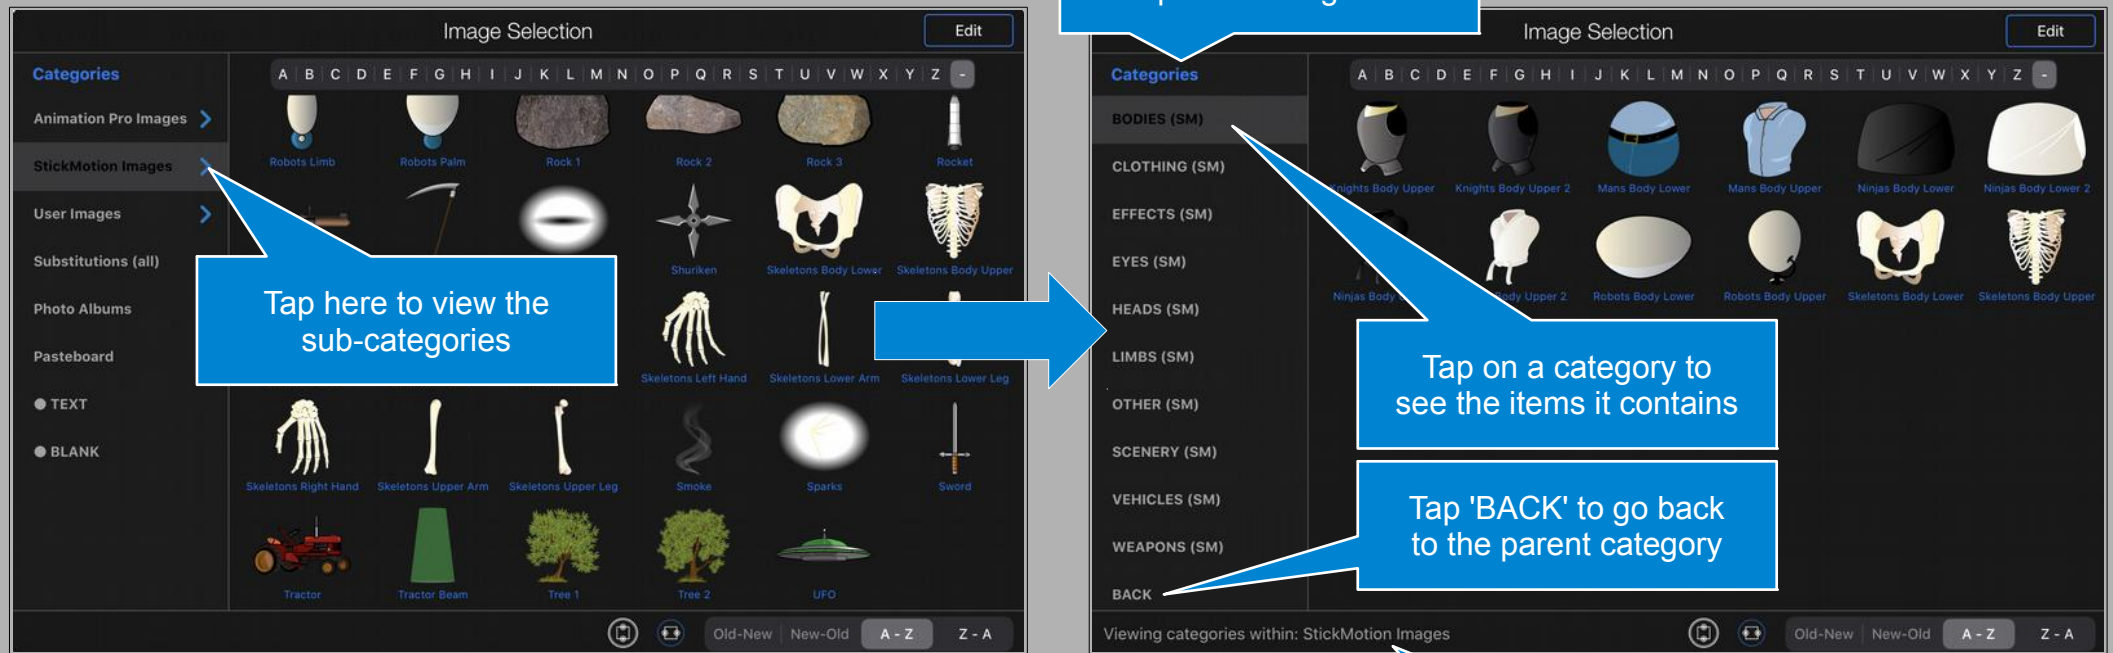 Image Selection
Edit
Categories
A B C D E F G H I J K L M N O P Q R S T U V W X Y Z -
Animation Pro Images
StickMotion Images
User Images
Substitutions (all)
Photo Albums
Pasteboard
TEXT
BLANK
Robots Limb Robots Palm Rock 1 Rock 2 Rock 3 Rocket
Shuriken Skeletons Body Lower Skeletons Body Upper
Tap here to view the
sub-categories
Skeletons Left Hand Skeletons Lower Arm Skeletons Lower Leg
Skeletons Right Hand Skeletons Upper Arm Skeletons Upper Leg Smoke Sparks Sword
Tractor Tractor Beam Tree 1 Tree 2 UFO
Old-New New-Old A - Z Z - A
Image Selection
Edit
Categories
A B C D E F G H I J K L M N O P Q R S T U V W X Y Z -
BODIES (SM)
CLOTHING (SM)
EFFECTS (SM)
EYES (SM)
HEADS (SM)
LIMBS (SM)
OTHER (SM)
SCENERY (SM)
VEHICLES (SM)
WEAPONS (SM)
BACK
Knights Body Upper Knights Body Upper 2 Mans Body Lower Mans Body Upper Ninjas Body Lower Ninjas Body Lower 2
Ninjas Body Body Upper 2 Robots Body Lower Robots Body Upper Skeletons Body Lower Skeletons Body Upper
Tap on a category to
see the items it contains
Tap 'BACK' to go back
to the parent category
Viewing categories within: StickMotion Images
Old-New New-Old A - Z Z - A